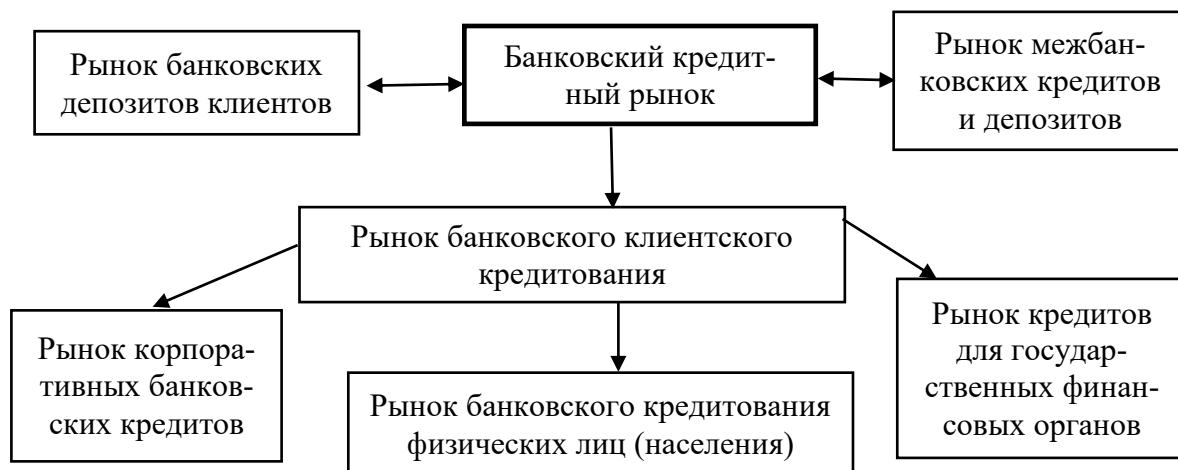 Рынок банковских
депозитов клиентов
Банковский кредит-
ный рынок
Рынок межбан-
ковских кредитов
и депозитов
Рынок банковского клиентского
кредитования
Рынок корпора-
тивных банков-
ских кредитов
Рынок банковского кредитования
физических лиц (населения)
Рынок кредитов
для государ-
ственных финан-
совых органов